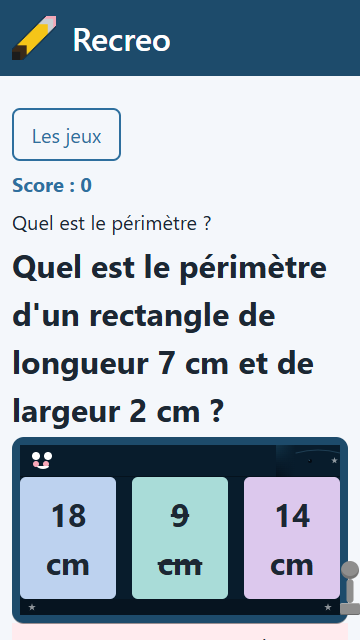 Recreo
Les jeux
Score : 0
Quel est le périmètre ?
Quel est le périmètre
d'un rectangle de
longueur 7 cm et de
largeur 2 cm ?
18 9 14
cm cm cm